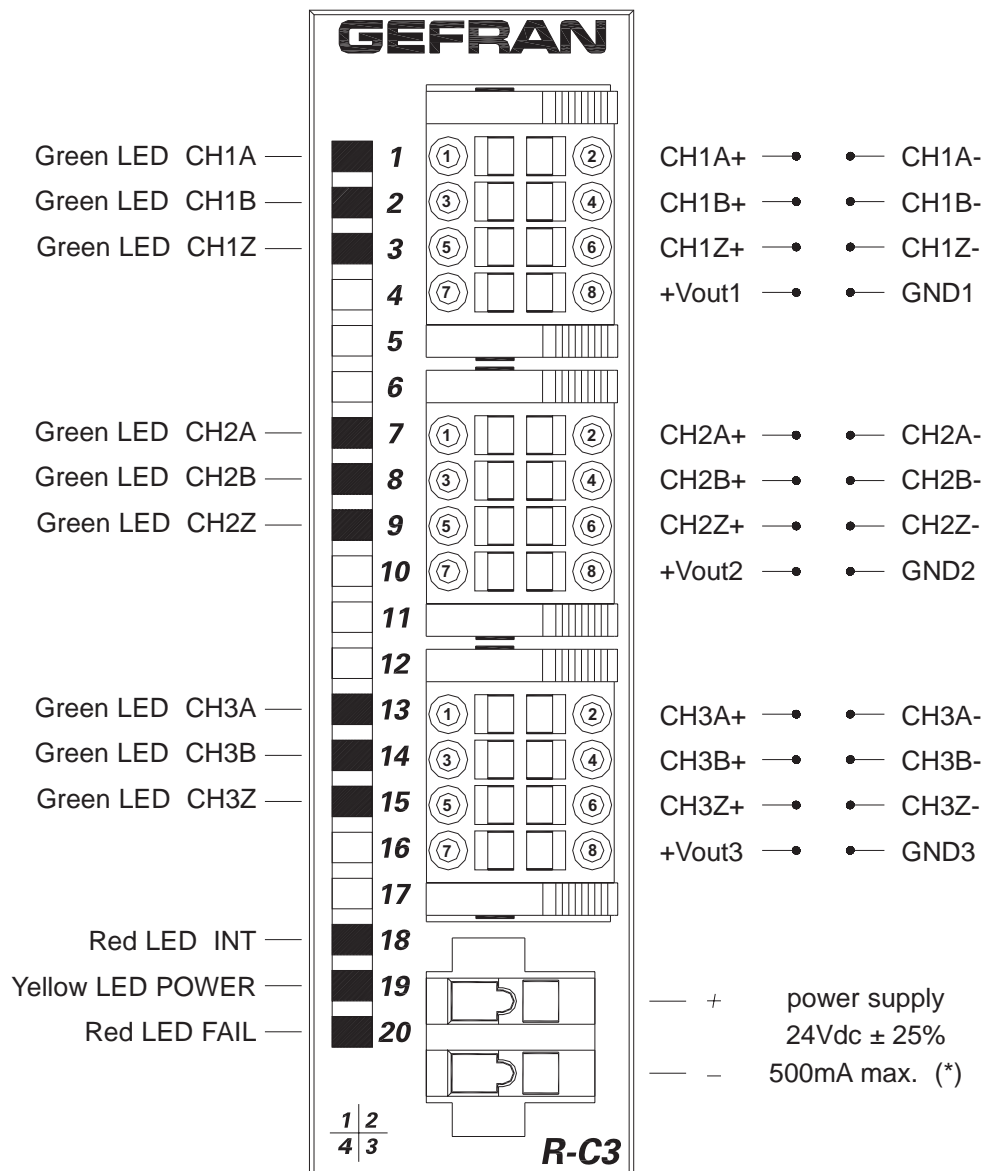 GEFRAN
Green LED CH1A 1 1 2 CH1A+ CH1A-
Green LED CH1B 2 3 4 CH1B+ CH1B-
Green LED CH1Z 3 5 6 CH1Z+ CH1Z-
4 7 8 +Vout1 GND1
5
6
Green LED CH2A 7 1 2 CH2A+ CH2A-
Green LED CH2B 8 3 4 CH2B+ CH2B-
Green LED CH2Z 9 5 6 CH2Z+ CH2Z-
10 7 8 +Vout2 GND2
11
12
Green LED CH3A 13 1 2 CH3A+ CH3A-
Green LED CH3B 14 3 4 CH3B+ CH3B-
Green LED CH3Z 15 5 6 CH3Z+ CH3Z-
16 7 8 +Vout3 GND3
17
Red LED INT 18
Yellow LED POWER 19 + power supply
Red LED FAIL 20 24Vdc ± 25%
– 500mA max. (*)
1 2
4 3
R-C3